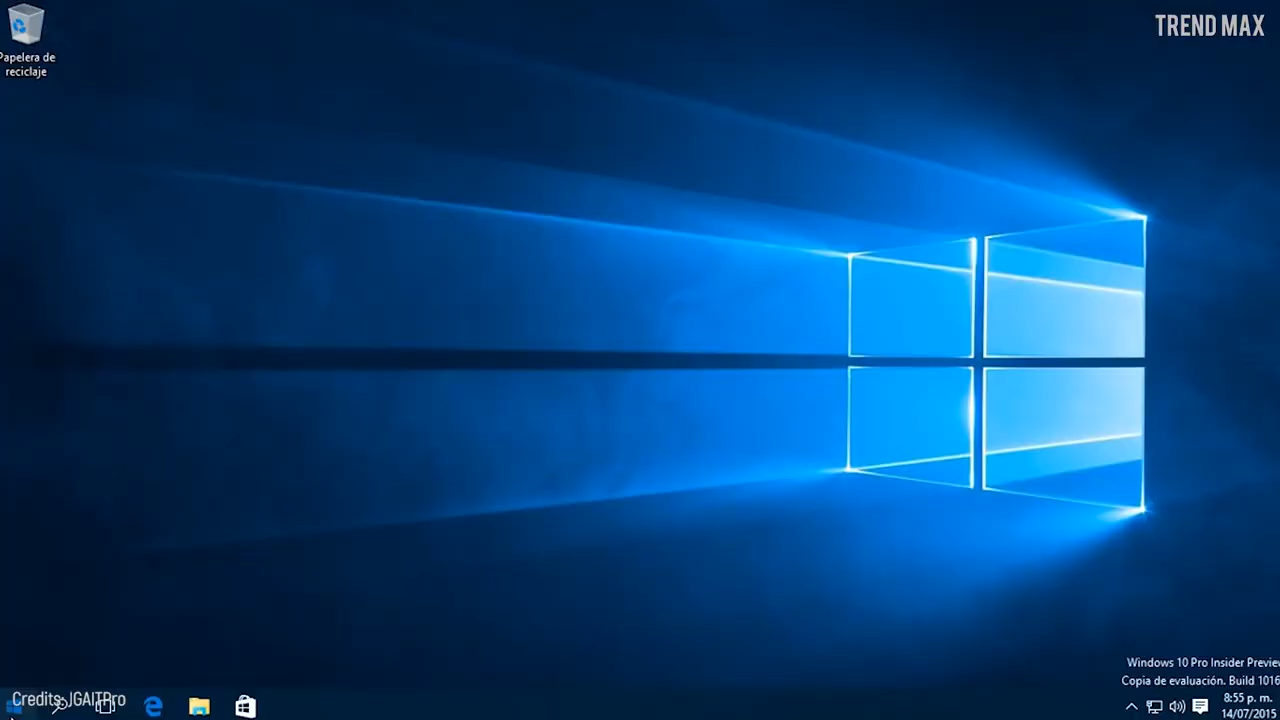 TREND MAX
Papelera de
reciclaje
Windows 10 Pro Insider Preview
Copia de evaluación. Build 1016
Credits: JGAITPro
8:55 p. m.
14/07/2015